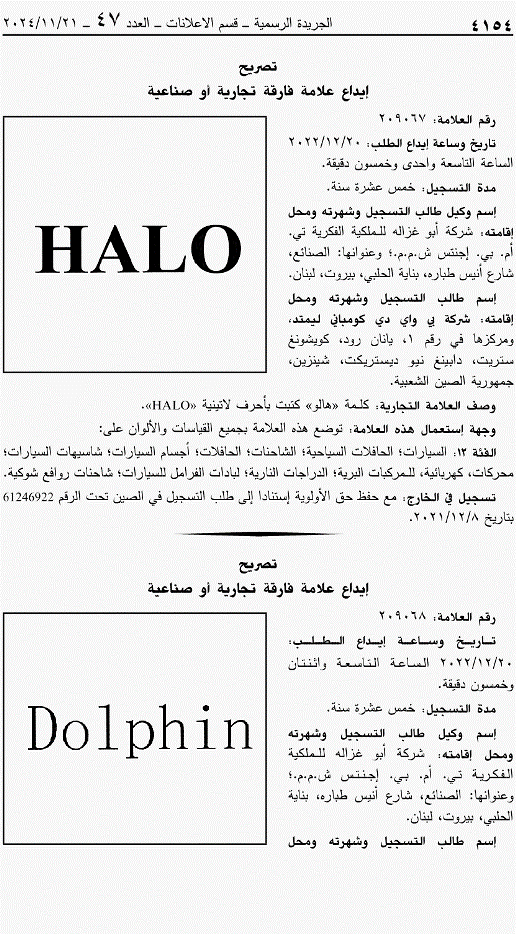 ٤١٥٤
الجريدة الرسمية ــ قسم الاعلانات ــ العدد ٤٧ ــ ٢٠٢٤/١١/٢١
تصريح
إيداع علامة فارقة تجارية أو صناعية
رقم العلامة: ٢٠٩٠٦٧
تاريخ وساعة إيداع الطلب: ٢٠٢٢/١٢/٢٠
الساعة التاسعة واحدى وخمسون دقيقة.
مدة التسجيل: خمس عشرة سنة.
إسم وكيل طالب التسجيل وشهرته ومحل
إقامته: شركة أبو غزاله للملكية الفكرية تي.
أم. بي. إجنتس ش.م.م.؛ وعنوانها: الصنائع،
شارع أنيس طباره، بناية الحلبي، بيروت، لبنان.
إسم طالب التسجيل وشهرته ومحل
إقامته: شركة بي واي دي كومباني ليمتد،
ومركزها في رقم ١، يانان رود، كويشونغ
ستريت، دابينغ نيو ديستريكت، شينزين،
جمهورية الصين الشعبية.
HALO
وصف العلامة التجارية: كلمة «هالو» كتبت بأحرف لاتينية «HALO».
وجهة إستعمال هذه العلامة: توضع هذه العلامة بجميع القياسات والألوان على:
الفئة ١٢: السيارات؛ الحافلات السياحية؛ الشاحنات؛ الحافلات؛ أجسام السيارات؛ شاسيهات السيارات؛
محركات، كهربائية، للمركبات البرية؛ الدراجات النارية؛ لبادات الفرامل للسيارات؛ شاحنات روافع شوكية.
تسجيل في الخارج: مع حفظ حق الأولوية إستنادا إلى طلب التسجيل في الصين تحت الرقم 61246922
بتاريخ ٢٠٢١/١٢/٨.
تصريح
إيداع علامة فارقة تجارية أو صناعية
رقم العلامة: ٢٠٩٠٦٨
تاريخ وساعة إيداع الطلب:
٢٠٢٢/١٢/٢٠ الساعة التاسعة واثنتان
وخمسون دقيقة.
مدة التسجيل: خمس عشرة سنة.
إسم وكيل طالب التسجيل وشهرته
ومحل إقامته: شركة أبو غزاله للملكية
الفكرية تي. أم. بي. إجنتس ش.م.م.؛
وعنوانها: الصنائع، شارع أنيس طباره، بناية
الحلبي، بيروت، لبنان.
إسم طالب التسجيل وشهرته ومحل
Dolphin